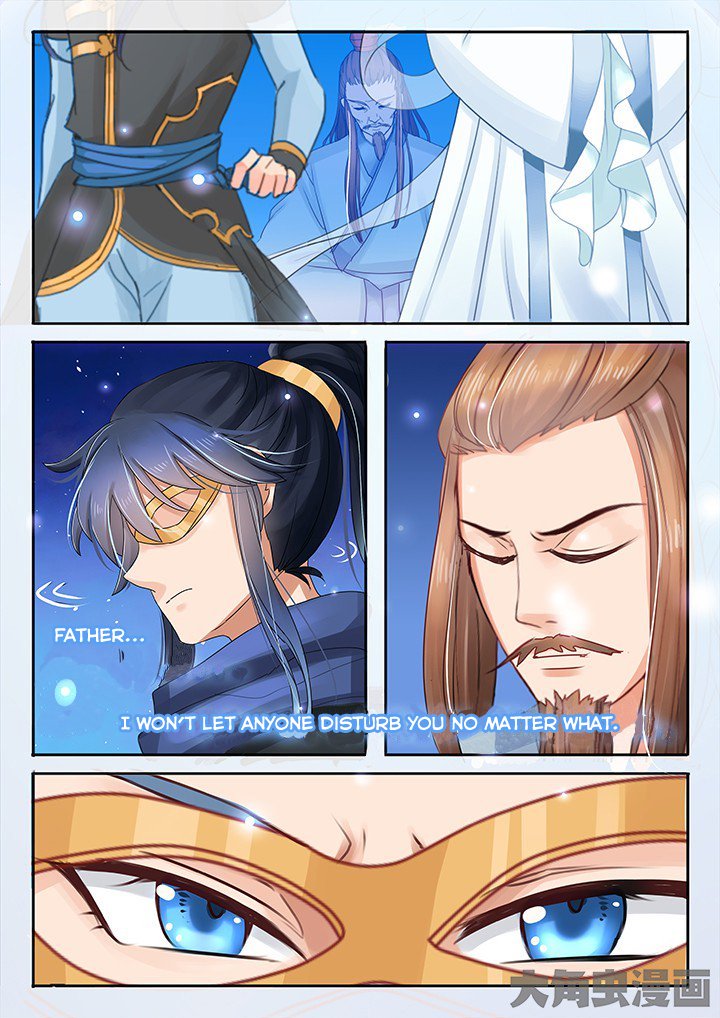 FATHER...
I WON'T LET ANYONE DISTURB YOU NO MATTER WHAT.
大角虫漫画